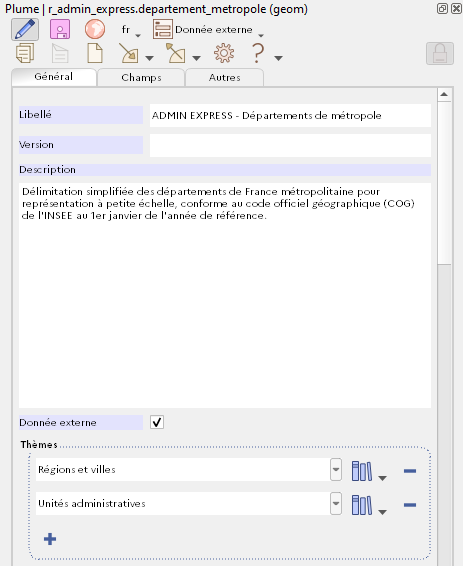 Plume | r_admin_express.departement_metropole (geom)
fr Donnée externe
?
Général Champs Autres
Libellé ADMIN EXPRESS - Départements de métropole
Version
Description
Délimitation simplifiée des départements de France métropolitaine pour
représentation à petite échelle, conforme au code officiel géographique (COG)
de l'INSEE au 1er janvier de l'année de référence.
Donnée externe
Thèmes
Régions et villes
Unités administratives